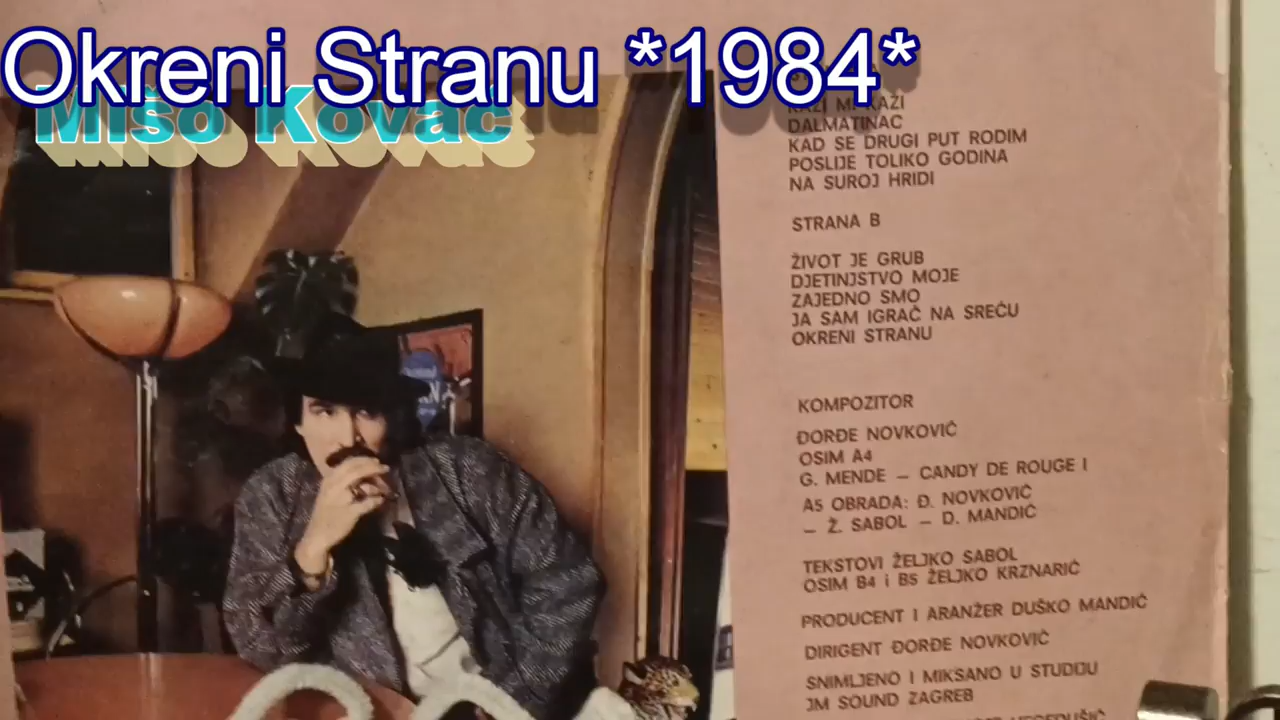 Okreni Stranu *1984*
Mišo Kovač
KAŽI MI KAŽI
DALMATINAC
KAD SE DRUGI PUT RODIM
POSLIJE TOLIKO GODINA
NA SUROJ HRIDI
STRANA B
ŽIVOT JE GRUB
DJETINJSTVO MOJE
ZAJEDNO SMO
JA SAM IGRAČ NA SREĆU
OKRENI STRANU
KOMPOZITOR
ĐORĐE NOVKOVIĆ
OSIM A4
G. MENDE – CANDY DE ROUGE I
A5 OBRADA: Đ. NOVKOVIĆ
– Ž. SABOL – D. MANDIĆ
TEKSTOVI ŽELJKO SABOL
OSIM B4 i B5 ŽELJKO KRZNARIĆ
PRODUCENT I ARANŽER DUŠKO MANDIĆ
DIRIGENT ĐORĐE NOVKOVIĆ
SNIMLJENO I MIKSANO U STUDIJU
JM SOUND ZAGREB